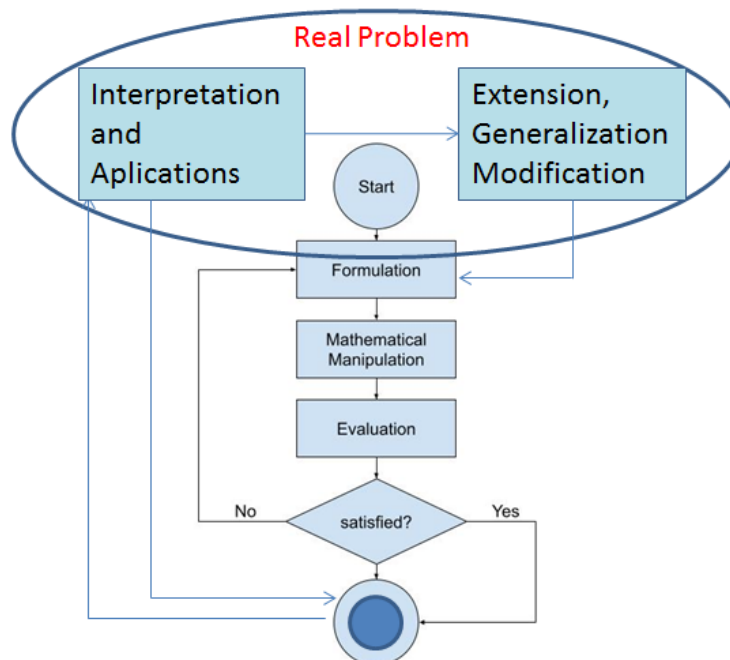 Real Problem
Interpretation
and
Aplications
Extension,
Generalization
Modification
Start
Formulation
Mathematical
Manipulation
Evaluation
No
satisfied?
Yes